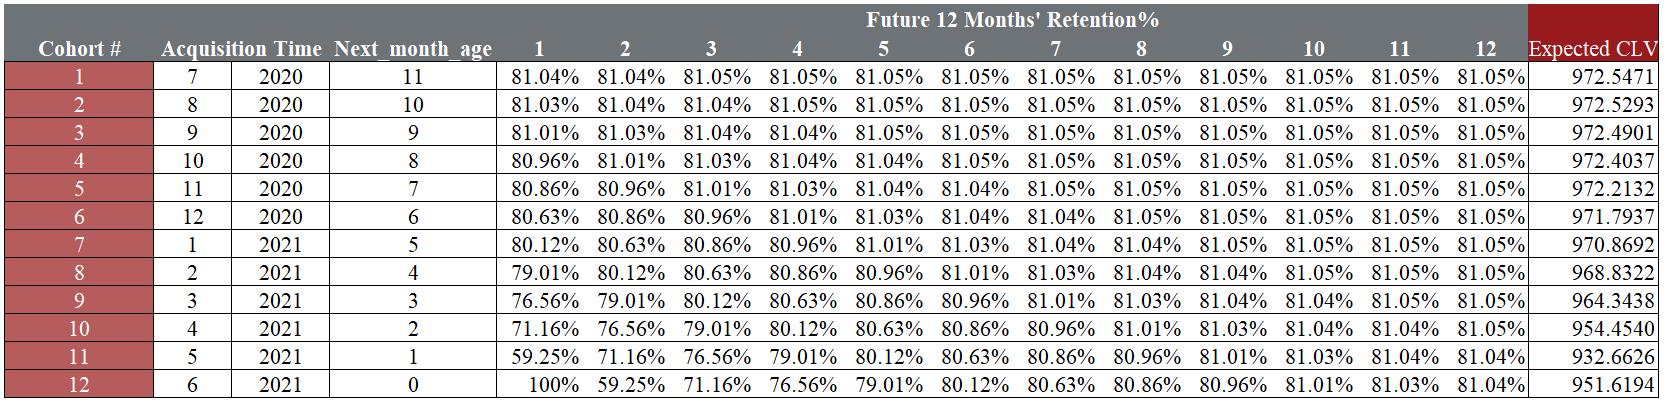 Future 12 Months' Retention%
Cohort # Acquisition Time Next_month_age 1 2 3 4 5 6 7 8 9 10 11 12 Expected CLV
1 7 2020 11 81.04% 81.04% 81.05% 81.05% 81.05% 81.05% 81.05% 81.05% 81.05% 81.05% 81.05% 81.05% 972.5471
2 8 2020 10 81.03% 81.04% 81.04% 81.05% 81.05% 81.05% 81.05% 81.05% 81.05% 81.05% 81.05% 81.05% 972.5293
3 9 2020 9 81.01% 81.03% 81.04% 81.04% 81.05% 81.05% 81.05% 81.05% 81.05% 81.05% 81.05% 81.05% 972.4901
4 10 2020 8 80.96% 81.01% 81.03% 81.04% 81.04% 81.05% 81.05% 81.05% 81.05% 81.05% 81.05% 81.05% 972.4037
5 11 2020 7 80.86% 80.96% 81.01% 81.03% 81.04% 81.04% 81.05% 81.05% 81.05% 81.05% 81.05% 81.05% 972.2132
6 12 2020 6 80.63% 80.86% 80.96% 81.01% 81.03% 81.04% 81.04% 81.05% 81.05% 81.05% 81.05% 81.05% 971.7937
7 1 2021 5 80.12% 80.63% 80.86% 80.96% 81.01% 81.03% 81.04% 81.04% 81.05% 81.05% 81.05% 81.05% 970.8692
8 2 2021 4 79.01% 80.12% 80.63% 80.86% 80.96% 81.01% 81.03% 81.04% 81.04% 81.05% 81.05% 81.05% 968.8322
9 3 2021 3 76.56% 79.01% 80.12% 80.63% 80.86% 80.96% 81.01% 81.03% 81.04% 81.04% 81.05% 81.05% 964.3438
10 4 2021 2 71.16% 76.56% 79.01% 80.12% 80.63% 80.86% 80.96% 81.01% 81.03% 81.04% 81.04% 81.05% 954.4540
11 5 2021 1 59.25% 71.16% 76.56% 79.01% 80.12% 80.63% 80.86% 80.96% 81.01% 81.03% 81.04% 81.04% 932.6626
12 6 2021 0 100% 59.25% 71.16% 76.56% 79.01% 80.12% 80.63% 80.86% 80.96% 81.01% 81.03% 81.04% 951.6194